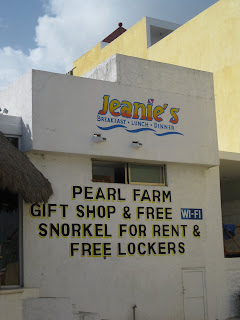 Jeanie's
BREAKFAST • LUNCH • DINNER
PEARL FARM
GIFT SHOP & FREE WI-FI
SNORKEL FOR RENT &
FREE LOCKERS